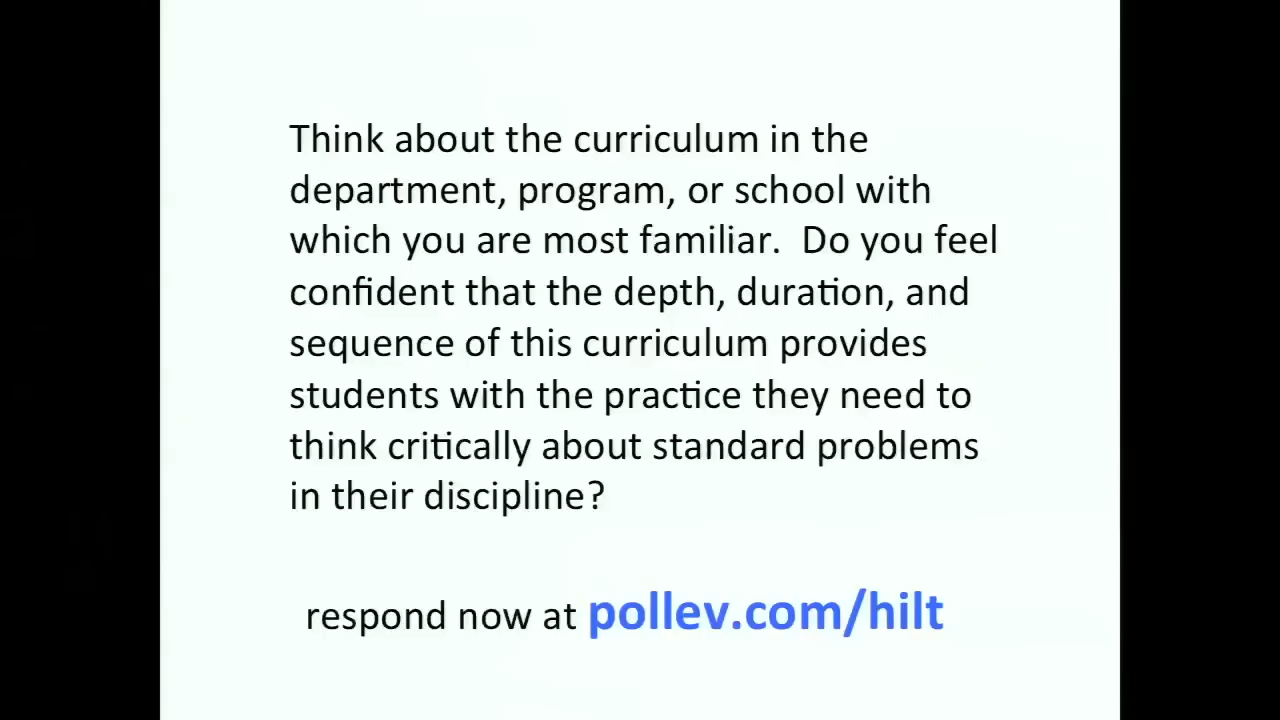 Think about the curriculum in the
department, program, or school with
which you are most familiar.  Do you feel
confident that the depth, duration, and
sequence of this curriculum provides
students with the practice they need to
think critically about standard problems
in their discipline?
respond now at pollev.com/hilt